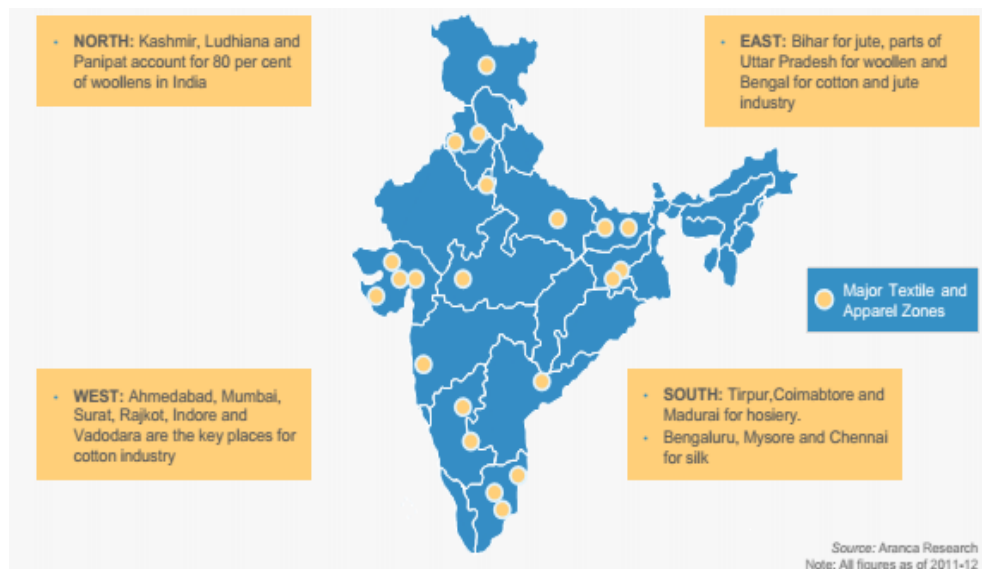 NORTH: Kashmir, Ludhiana and
Panipat account for 80 per cent
of woollens in India
EAST: Bihar for jute, parts of
Uttar Pradesh for woollen and
Bengal for cotton and jute
industry
Major Textile and
Apparel Zones
WEST: Ahmedabad, Mumbai,
Surat, Rajkot, Indore and
Vadodara are the key places for
cotton industry
SOUTH: Tirpur,Coimabtore and
Madurai for hosiery.
Bengaluru, Mysore and Chennai
for silk
Source: Aranca Research
Note: All figures as of 2011-12